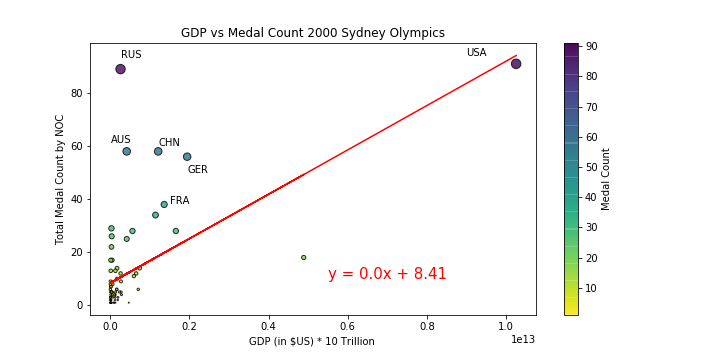 GDP vs Medal Count 2000 Sydney Olympics
RUS
USA
AUS
CHN
GER
FRA
y = 0.0x + 8.41
Total Medal Count by NOC
80
60
40
20
0
0.0 0.2 0.4 0.6 0.8 1.0
1e13
GDP (in $US) * 10 Trillion
90
80
70
60
50
40
30
20
10
Medal Count